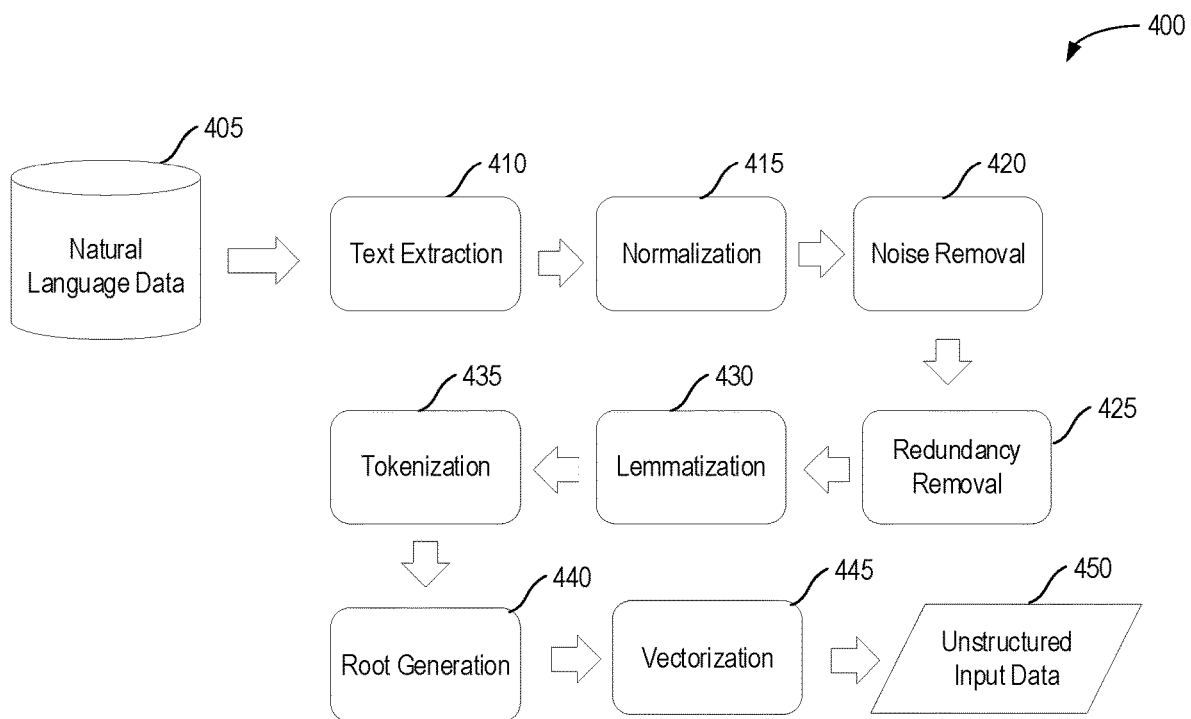 400
405
410
415
420
Natural
Language Data
Text Extraction
Normalization
Noise Removal
435
430
425
Tokenization
Lemmatization
Redundancy
Removal
440
445
450
Root Generation
Vectorization
Unstructured
Input Data